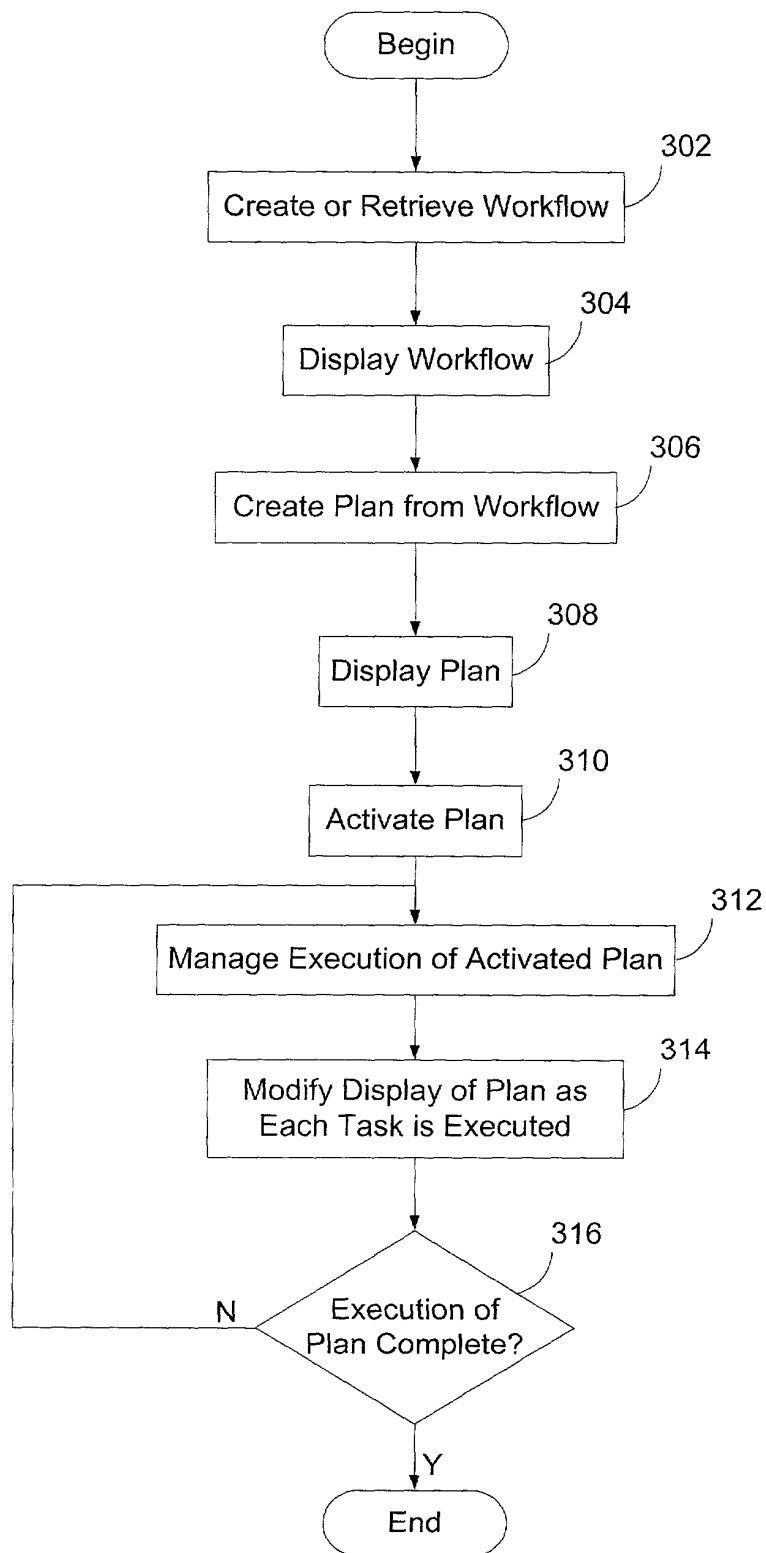 Begin
302
Create or Retrieve Workflow
304
Display Workflow
306
Create Plan from Workflow
308
Display Plan
310
Activate Plan
312
Manage Execution of Activated Plan
314
Modify Display of Plan as
Each Task is Executed
316
Execution of
Plan Complete?
N
Y
End